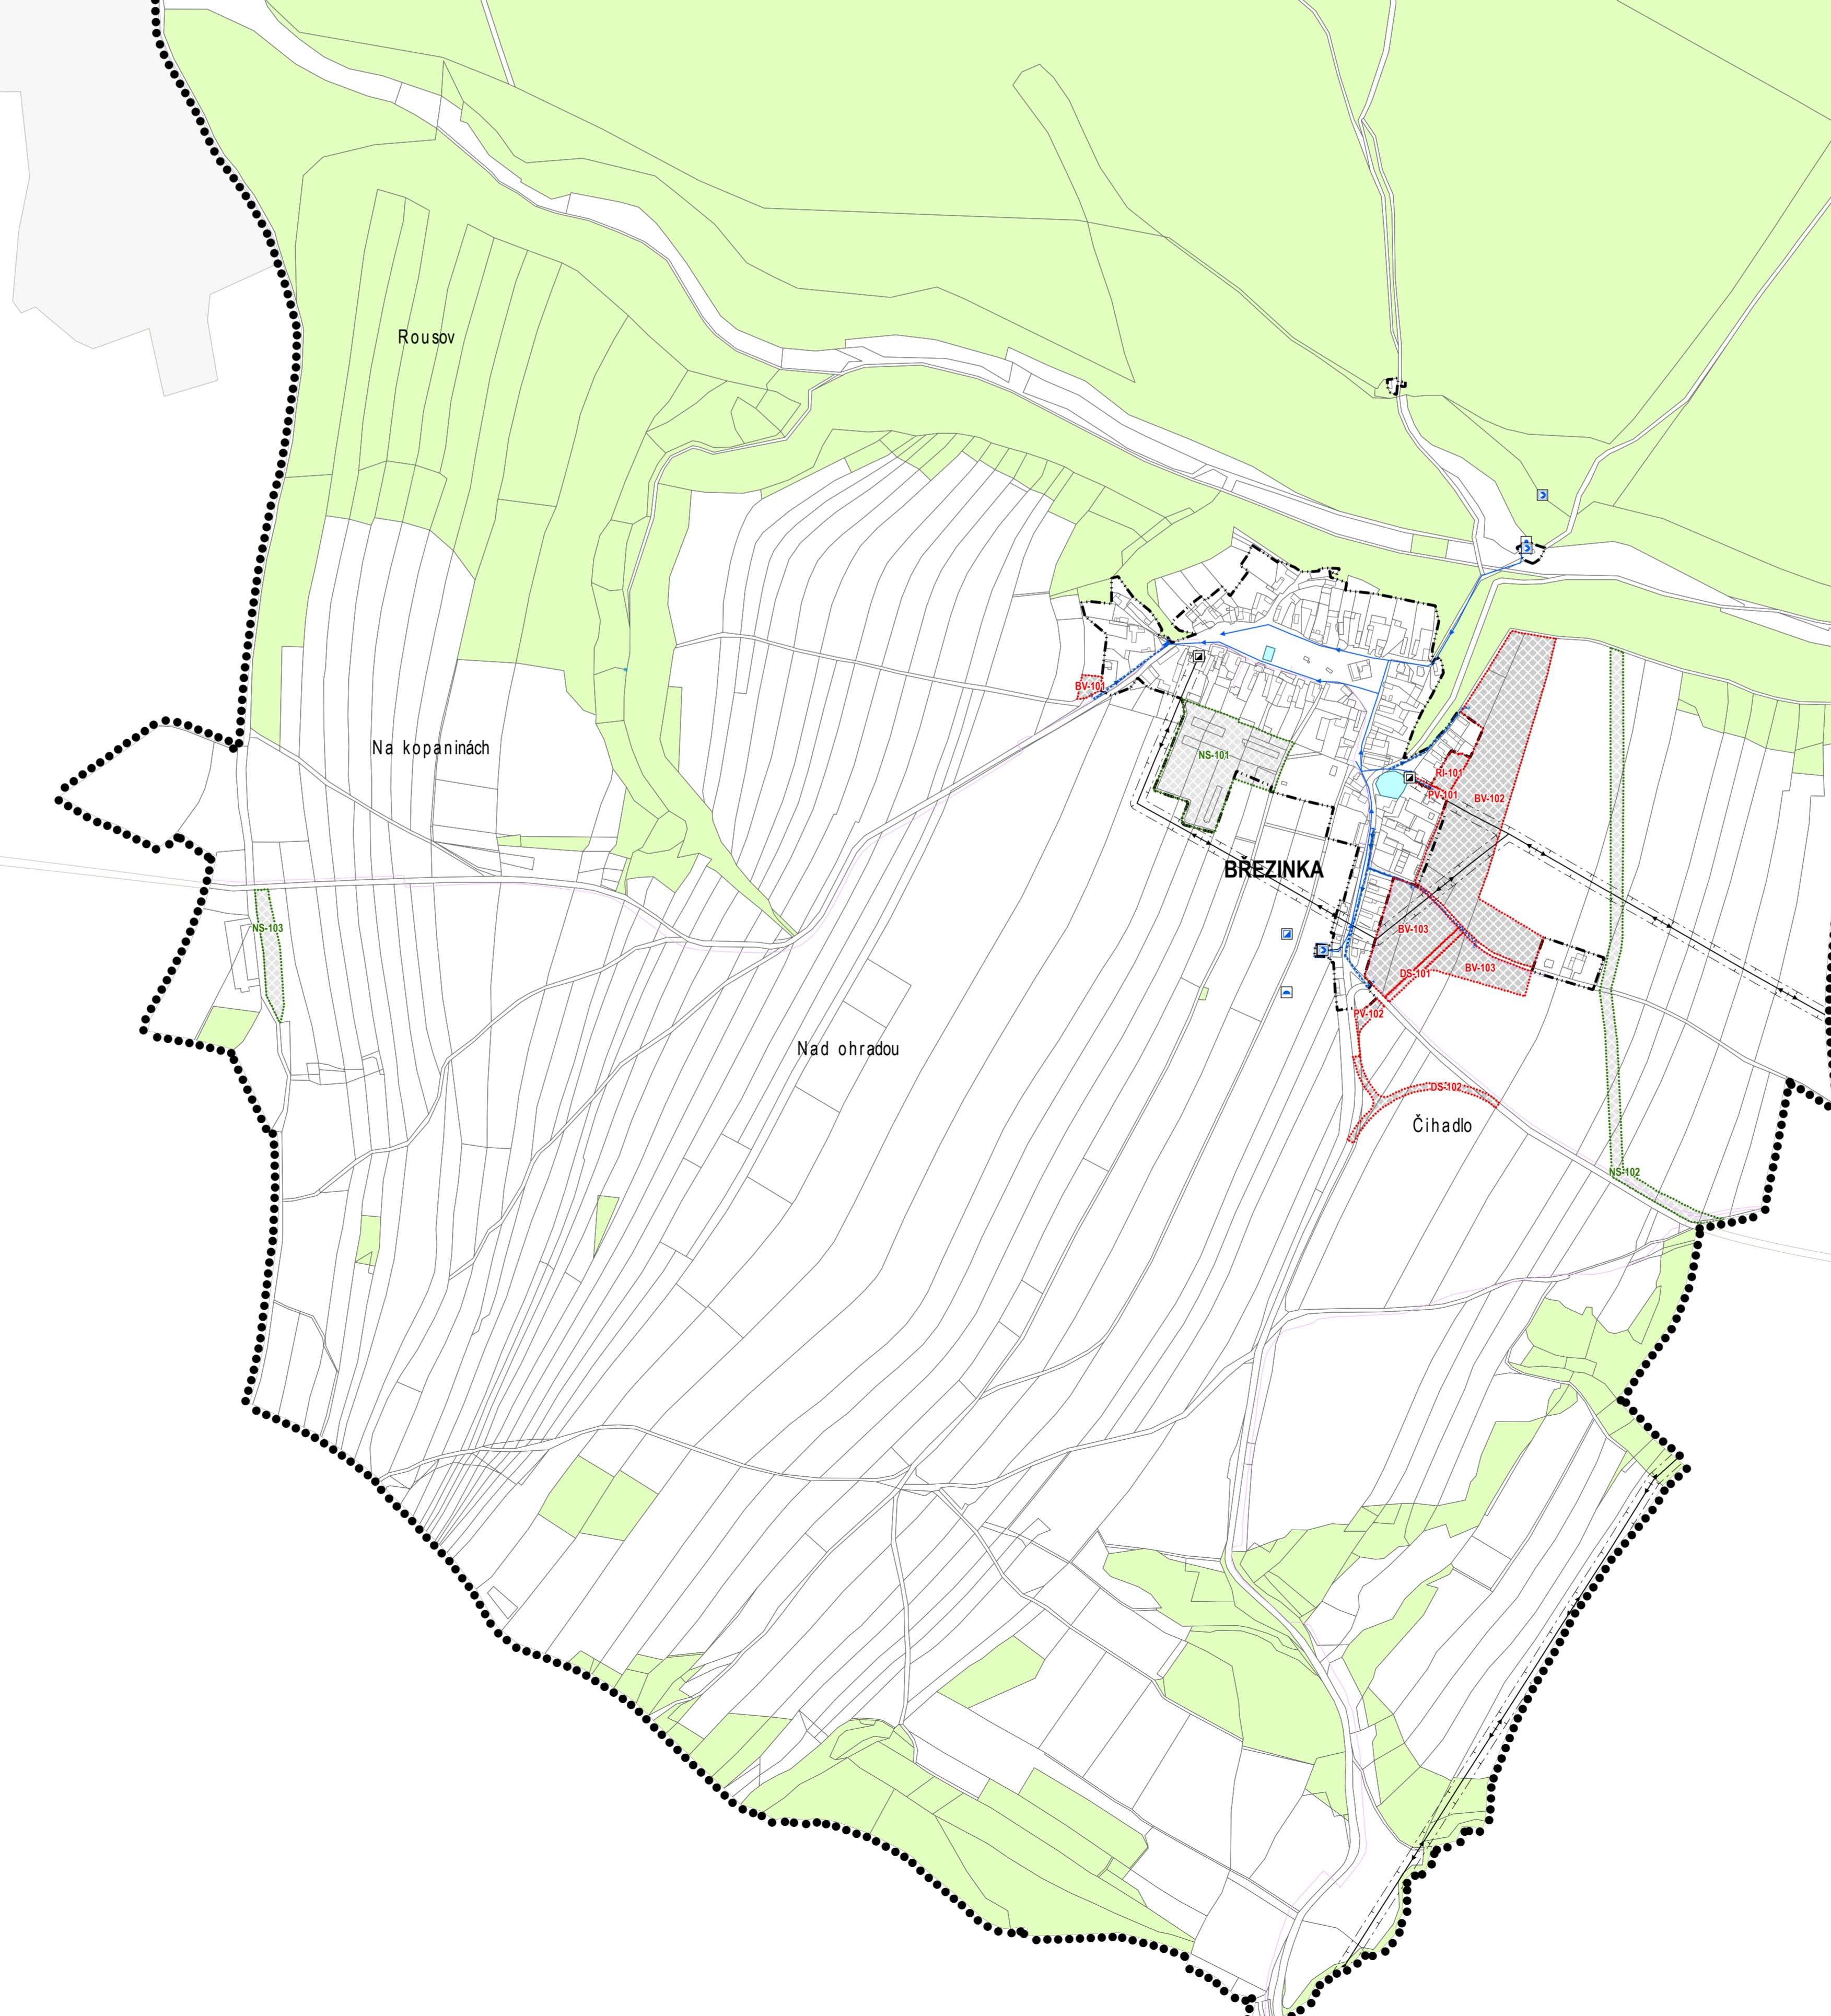 Rousov
BV-101
Na kopaninách
NS-101
RI-101
PV-101
BV-102
BŘEZINKA
NS-103
BV-103
BV-103
DS-101
PV-102
Nad ohradou
DS-102
Čihadlo
NS-102